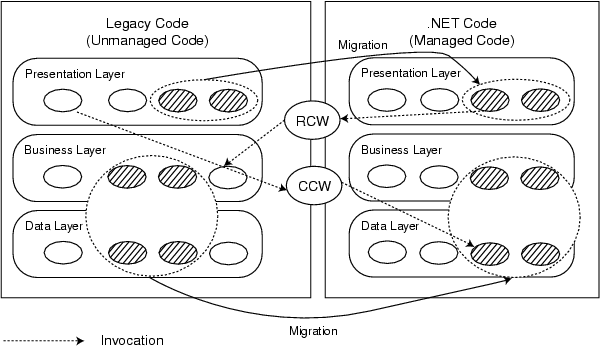 Legacy Code
(Unmanaged Code)
.NET Code
(Managed Code)
Migration
Presentation Layer
Presentation Layer
RCW
Business Layer
Business Layer
CCW
Data Layer
Data Layer
Migration
Invocation